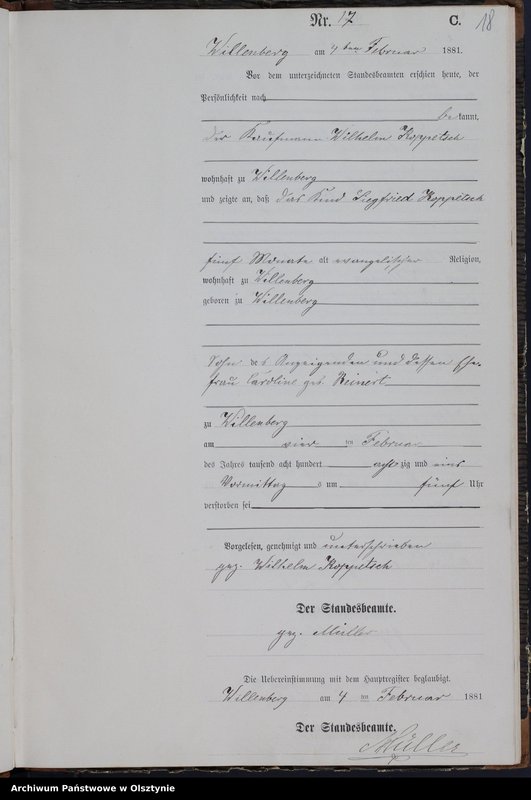 Nr. 17 C. 18
Willenberg am 4ten Februar 1881.
Vor dem unterzeichneten Standesbeamten erschien heute, der
Persönlichkeit nach
bekannt,
der Kaufmann Wilhelm Koppetsch
wohnhaft zu Willenberg
und zeigte an, daß das Kind Siegfried Koppetsch
fünf Monate alt evangelischer Religion,
wohnhaft zu Willenberg
geboren zu Willenberg
Sohn des Anzeigenden und dessen Ehe-
frau Caroline geb. Reinert
zu Willenberg
am vier ten Februar
des Jahres tausend acht hundert achtzig und eins
Vormittags um fünf Uhr
verstorben sei
Vorgelesen, genehmigt und unterschrieben
gez. Wilhelm Koppetsch
Der Standesbeamte.
gez. Müller
Die Uebereinstimmung mit dem Hauptregister beglaubigt.
Willenberg am 4 ten Februar 1881
Der Standesbeamte.
Müller
Archiwum Państwowe w Olsztynie